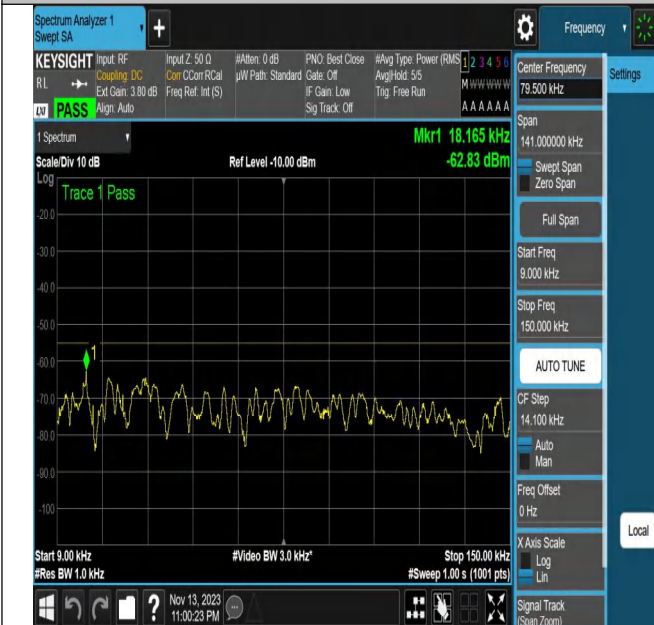 Spectrum Analyzer 1
Swept SA
+
Frequency
KEYSIGHT
RL
LXI PASS
Input: RF
Coupling: DC
Ext Gain: 3.80 dB
Align: Auto
Input Z: 50 Ω
Corr CCorr RCal
Freq Ref: Int (S)
#Atten: 0 dB
µW Path: Standard
PNO: Best Close
Gate: Off
IF Gain: Low
Sig Track: Off
#Avg Type: Power (RMS
Avg|Hold: 5/5
Trig: Free Run
1 2 3 4 5 6
M W W W W W
A A A A A A
1 Spectrum
Mkr1 18.165 kHz
Scale/Div 10 dB
Ref Level -10.00 dBm
-62.83 dBm
Log
Trace 1 Pass
-20.0
-30.0
-40.0
-50.0
-60.0
-70.0
-80.0
-90.0
-100
1
Start 9.00 kHz
#Video BW 3.0 kHz*
Stop 150.00 kHz
#Res BW 1.0 kHz
#Sweep 1.00 s (1001 pts)
?
Nov 13, 2023
11:00:23 PM
Center Frequency
79.500 kHz
Settings
Span
141.000000 kHz
Swept Span
Zero Span
Full Span
Start Freq
9.000 kHz
Stop Freq
150.000 kHz
AUTO TUNE
CF Step
14.100 kHz
Auto
Man
Freq Offset
0 Hz
Local
X Axis Scale
Log
Lin
Signal Track
(Span Zoom)